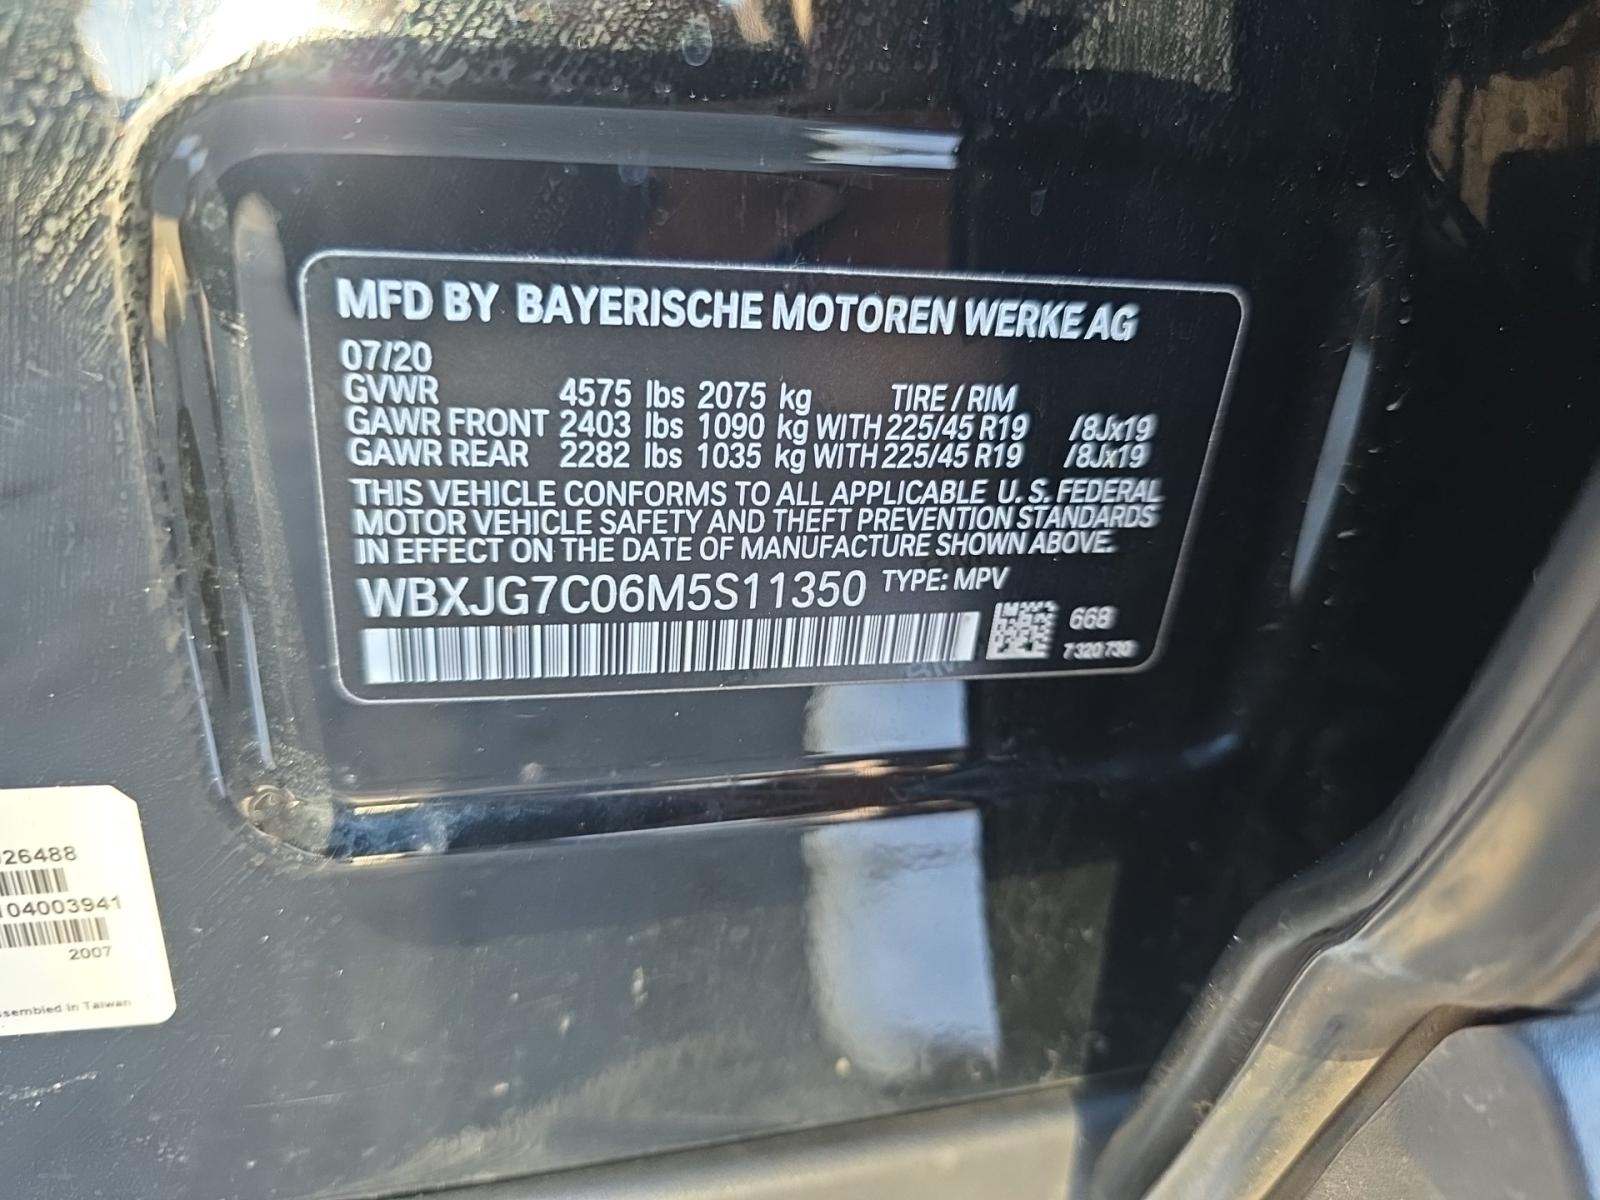 MFD BY BAYERISCHE MOTOREN WERKE AG
07/20
GVWR 4575 lbs 2075 kg TIRE / RIM
GAWR FRONT 2403 lbs 1090 kg WITH 225/45 R19 /8Jx19
GAWR REAR 2282 lbs 1035 kg WITH 225/45 R19 /8Jx19
THIS VEHICLE CONFORMS TO ALL APPLICABLE U. S. FEDERAL
MOTOR VEHICLE SAFETY AND THEFT PREVENTION STANDARDS
IN EFFECT ON THE DATE OF MANUFACTURE SHOWN ABOVE.
WBXJG7C06M5S11350 TYPE: MPV
668
7 320 730
26488
104003941
2007
in Taiwan